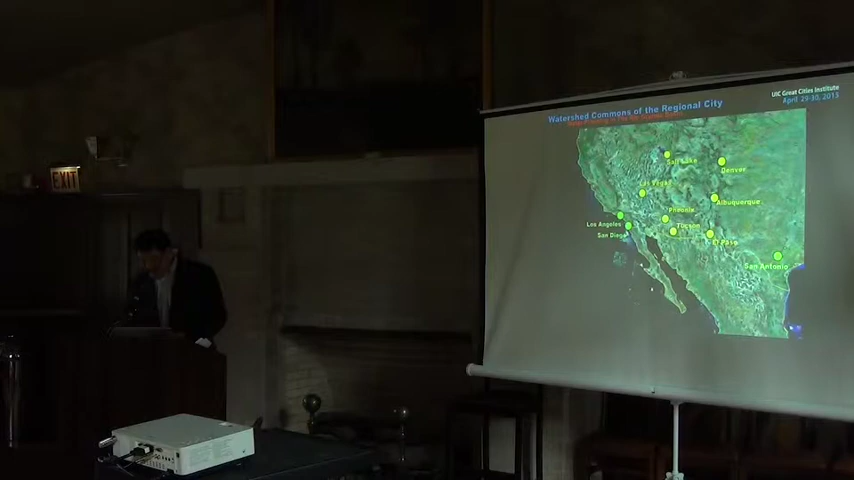 EXIT
UIC Great Cities Institute
April 29-30, 2013
Watershed Commons of the Regional City
Salt Lake
Denver
Las Vegas
Albuquerque
Phoenix
Los Angeles
Tucson
San Diego
El Paso
San Antonio